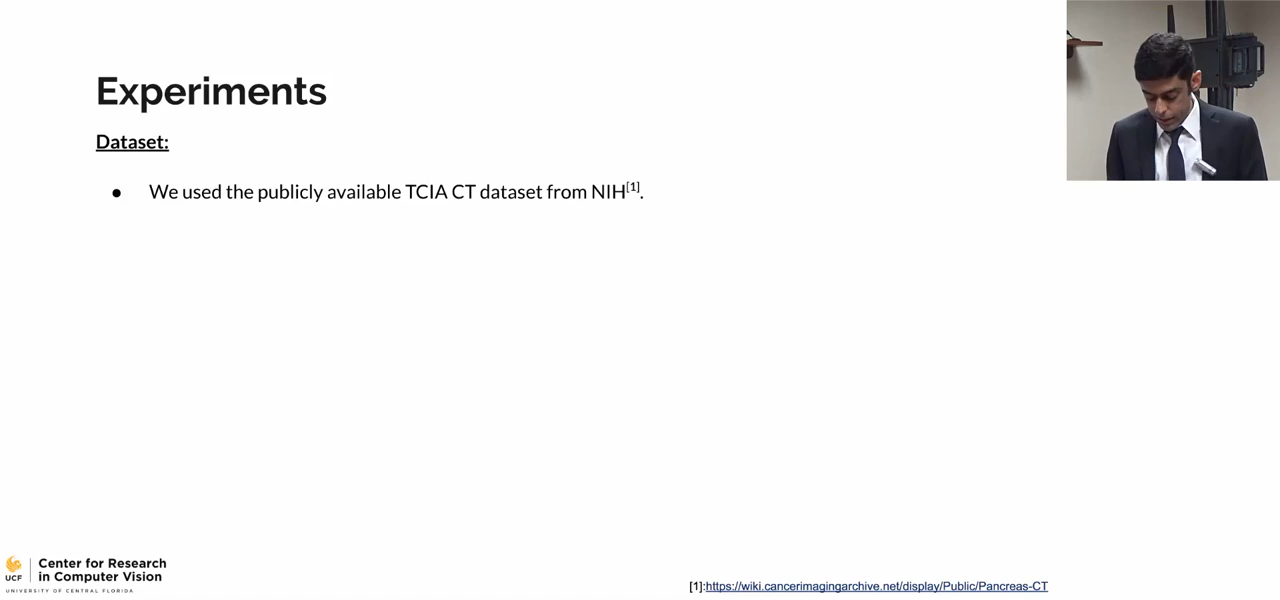 Experiments
Dataset:
● We used the publicly available TCIA CT dataset from NIH[1].
Center for Research
in Computer Vision
UCF
UNIVERSITY OF CENTRAL FLORIDA
[1]:https://wiki.cancerimagingarchive.net/display/Public/Pancreas-CT